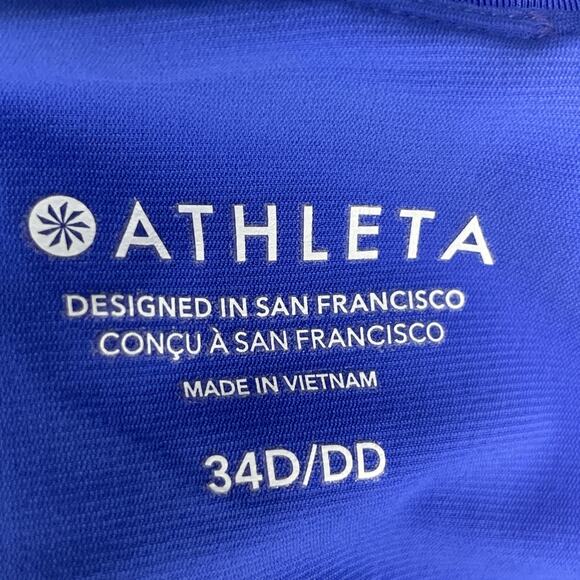 ATHLETA
DESIGNED IN SAN FRANCISCO
CONÇU À SAN FRANCISCO
MADE IN VIETNAM
34D/DD